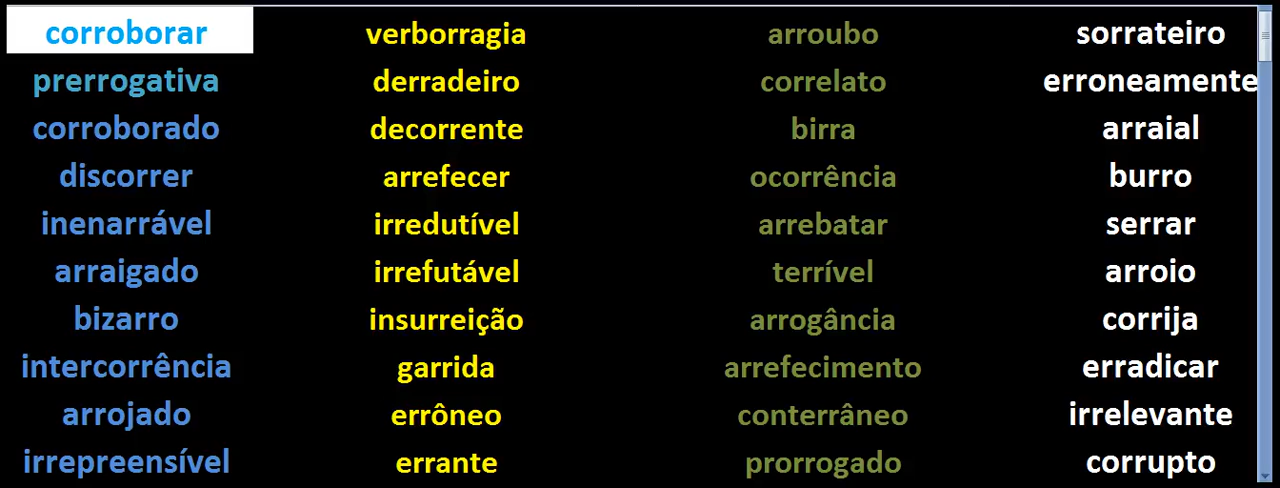 corroborar verborragia arroubo sorrateiro
prerrogativa derradeiro correlato erroneamente
corroborado decorrente birra arraial
discorrer arrefecer ocorrência burro
inenarrável irredutível arrebatar serrar
arraigado irrefutável terrível arroio
bizarro insurreição arrogância corrija
intercorrência garrida arrefecimento erradicar
arrojado errôneo conterrâneo irrelevante
irrepreensível errante prorrogado corrupto